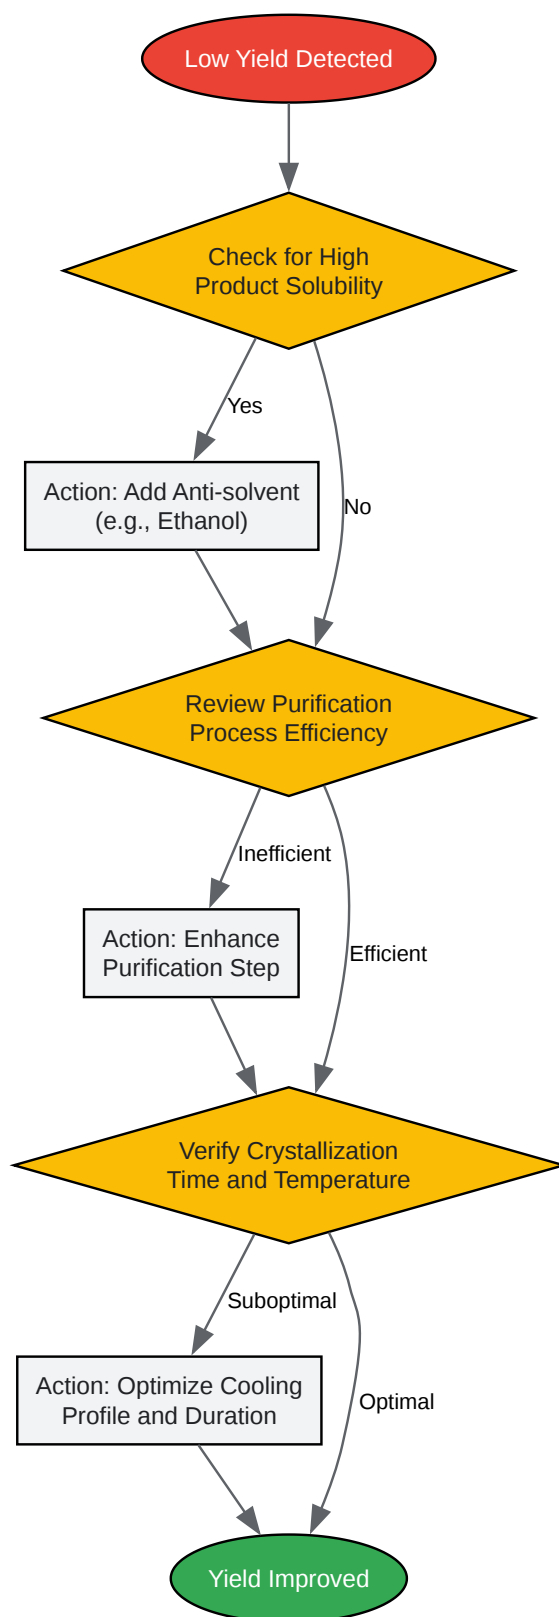 Low Yield Detected
Check for High
Product Solubility
Yes
Action: Add Anti-solvent
(e.g., Ethanol)
No
Review Purification
Process Efficiency
Inefficient
Action: Enhance
Purification Step
Efficient
Verify Crystallization
Time and Temperature
Suboptimal
Action: Optimize Cooling
Profile and Duration
Optimal
Yield Improved